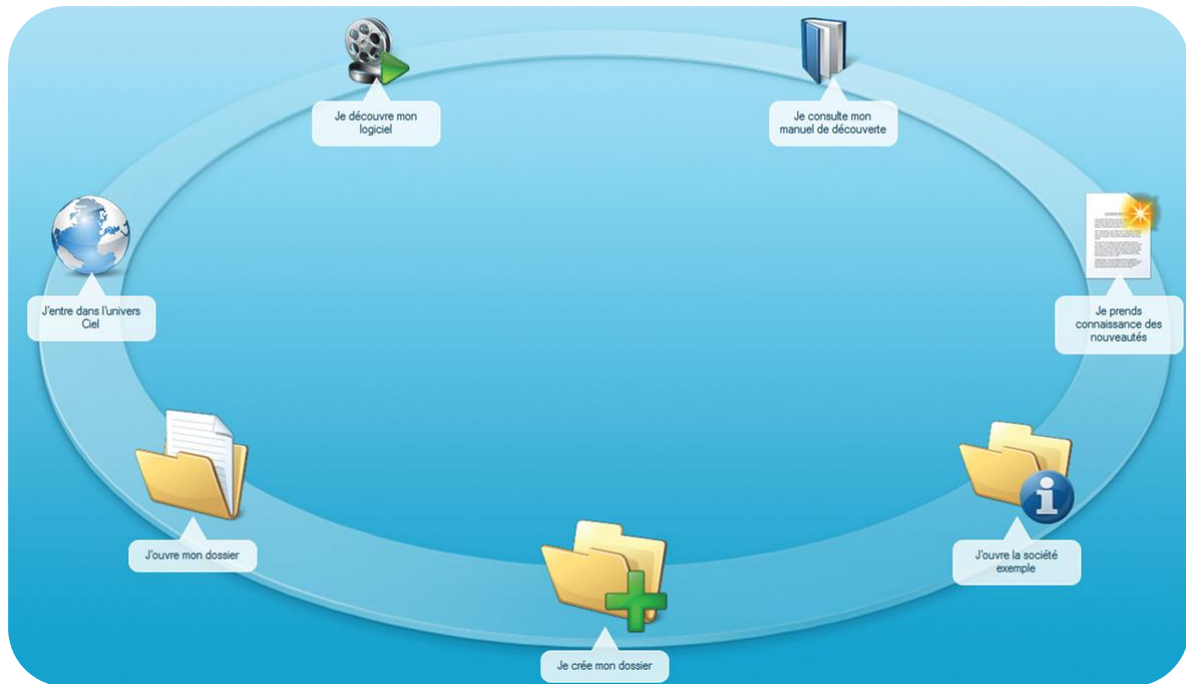 Je découvre mon
logiciel
Je consulte mon
manuel de découverte
J'entre dans l'univers
Ciel
Je prends
connaissance des
nouveautés
J'ouvre mon dossier
J'ouvre la société
exemple
Je crée mon dossier